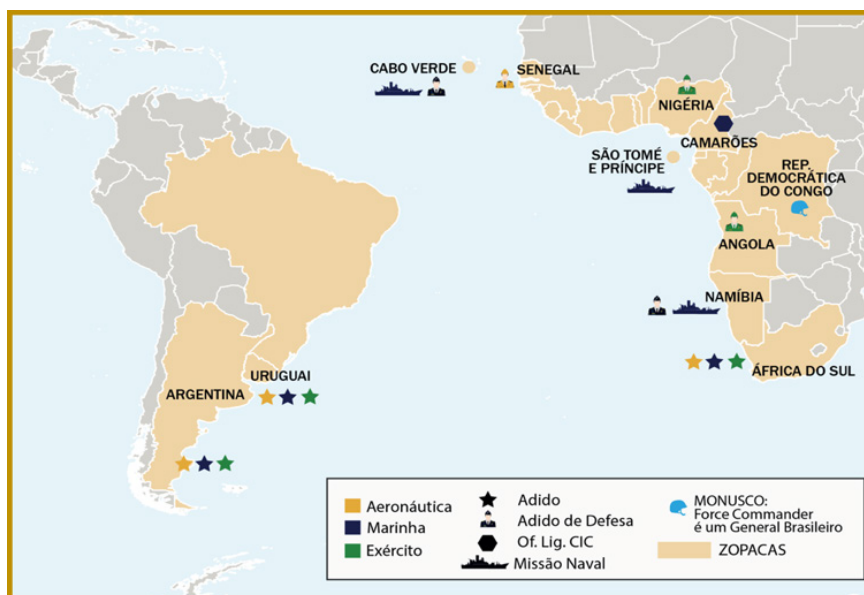 CABO VERDE
SENEGAL
NIGÉRIA
CAMARÕES
SÃO TOMÉ
E PRÍNCIPE
REP.
DEMOCRÁTICA
DO CONGO
ANGOLA
NAMÍBIA
ÁFRICA DO SUL
URUGUAI
ARGENTINA
Aeronáutica
Marinha
Exército
Adido
Adido de Defesa
Of. Lig. CIC
Missão Naval
MONUSCO:
Force Commander
é um General Brasileiro
ZOPACAS